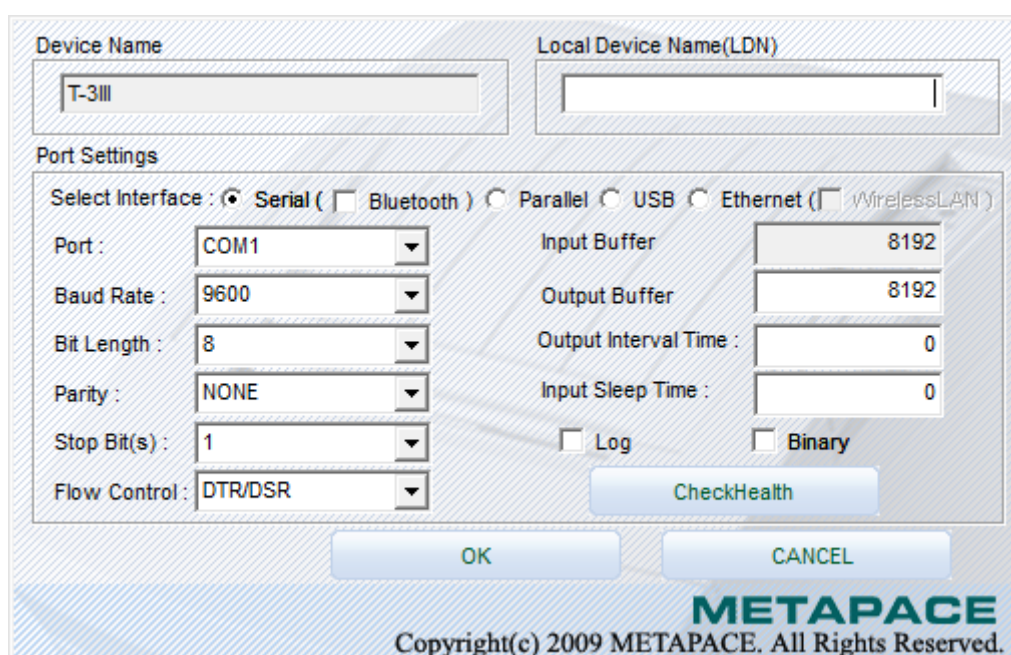 Device Name Local Device Name(LDN)
T-3III
Port Settings
Select Interface : Serial ( Bluetooth ) Parallel USB Ethernet ( WirelessLAN )
Port : COM1 Input Buffer 8192
Baud Rate : 9600 Output Buffer 8192
Bit Length : 8 Output Interval Time : 0
Parity : NONE Input Sleep Time : 0
Stop Bit(s) : 1 Log Binary
Flow Control : DTR/DSR CheckHealth
OK CANCEL
METAPACE
Copyright(c) 2009 METAPACE. All Rights Reserved.